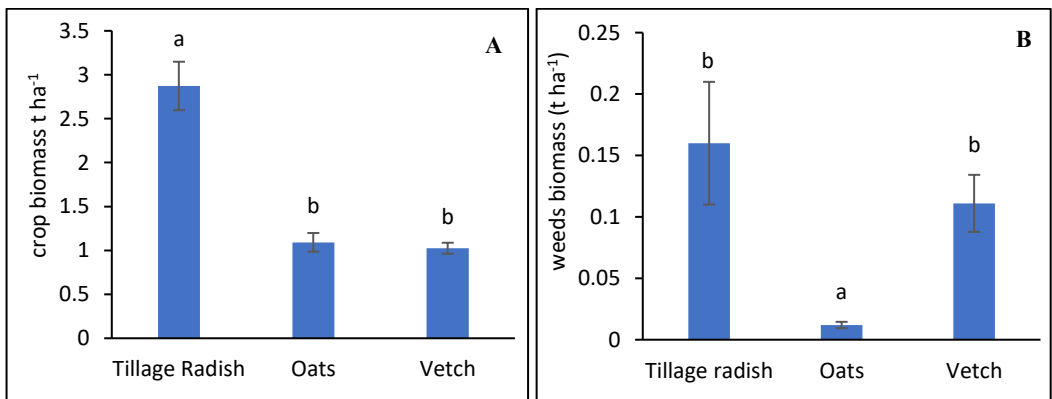 A
crop biomass t ha⁻¹
3.5
3
2.5
2
1.5
1
0.5
0
a
b
b
Tillage Radish Oats Vetch
B
weeds biomass (t ha⁻¹)
0.25
0.2
0.15
0.1
0.05
0
b
a
b
Tillage radish Oats Vetch